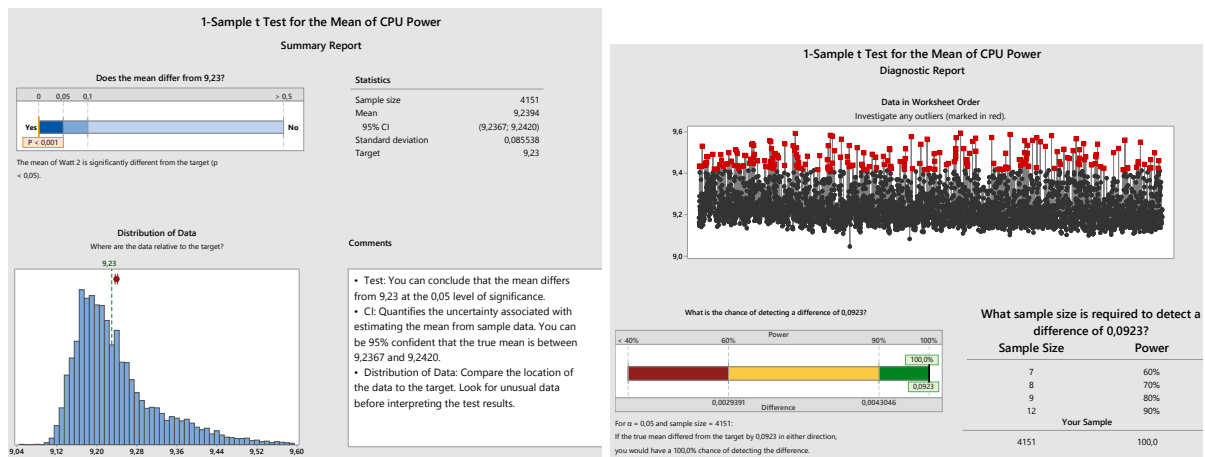 1-Sample t Test for the Mean of CPU Power
Summary Report
Does the mean differ from 9,23?
0 0,05 0,1 > 0,5
Yes No
P < 0,001
The mean of Watt 2 is significantly different from the target (p
< 0,05).
Statistics
Sample size 4151
Mean 9,2394
95% CI (9,2367; 9,2420)
Standard deviation 0,085538
Target 9,23
Distribution of Data
Where are the data relative to the target?
9,23
9,04 9,12 9,20 9,28 9,36 9,44 9,52 9,60
Comments
• Test: You can conclude that the mean differs
from 9,23 at the 0,05 level of significance.
• CI: Quantifies the uncertainty associated with
estimating the mean from sample data. You can
be 95% confident that the true mean is between
9,2367 and 9,2420.
• Distribution of Data: Compare the location of
the data to the target. Look for unusual data
before interpreting the test results.
1-Sample t Test for the Mean of CPU Power
Diagnostic Report
Data in Worksheet Order
Investigate any outliers (marked in red).
9,6
9,4
9,2
9,0
What is the chance of detecting a difference of 0,0923?
Power
< 40% 60% 90% 100%
100,0%
0,0923
0,0029391 0,0043046
Difference
For α = 0,05 and sample size = 4151:
If the true mean differed from the target by 0,0923 in either direction,
you would have a 100,0% chance of detecting the difference.
What sample size is required to detect a
difference of 0,0923?
Sample Size Power
7 60%
8 70%
9 80%
12 90%
Your Sample
4151 100,0